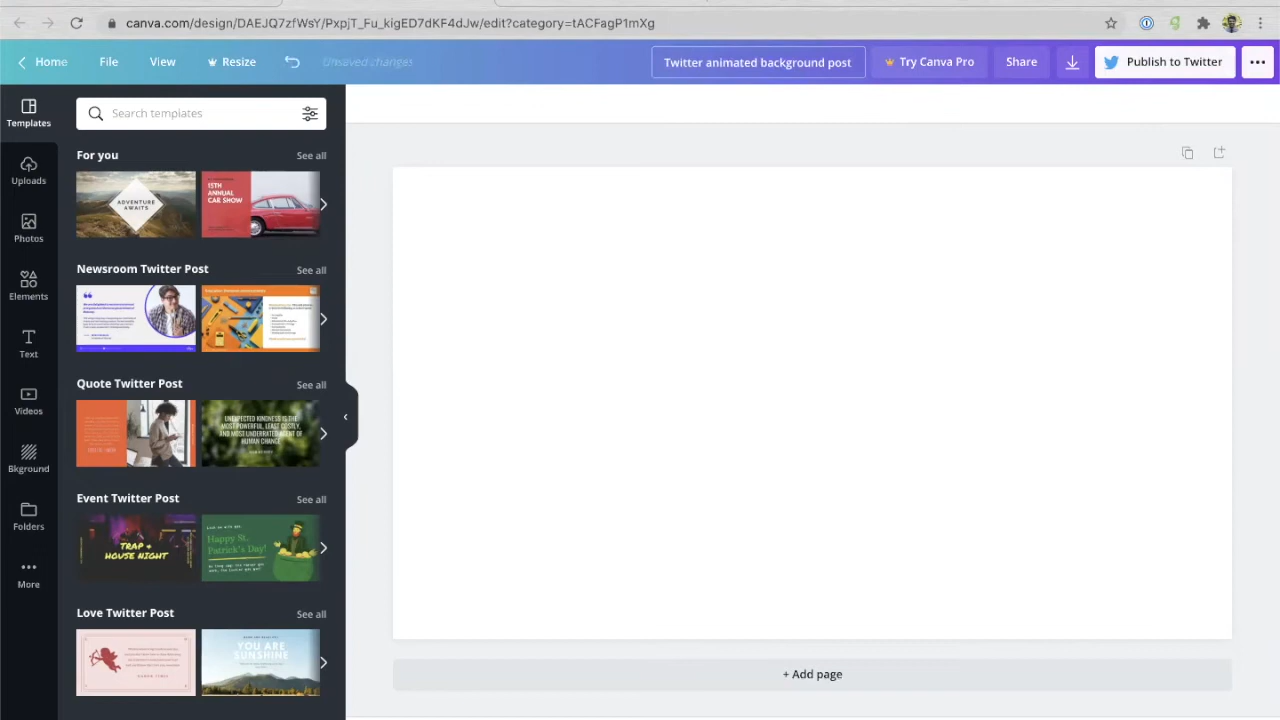 canva.com/design/DAEJQ7zfWsY/PxpjT_Fu_kigED7dKF4dJw/edit?category=tACFagP1mXg
Home File View Resize Unsaved changes Twitter animated background post Try Canva Pro Share Publish to Twitter
Templates
Uploads
Photos
Elements
Text
Videos
Bkground
Folders
More
Search templates
For you See all
ADVENTURE
AWAITS
15TH
ANNUAL
CAR SHOW
Newsroom Twitter Post See all
Quote Twitter Post See all
UNEXPECTED KINDNESS IS THE
MOST POWERFUL, LEAST COSTLY,
AND MOST UNDERRATED AGENT OF
HUMAN CHANGE
Event Twitter Post See all
TRAP &
HOUSE NIGHT
Happy St.
Patrick's Day!
Love Twitter Post See all
YOU ARE
SUNSHINE
+ Add page